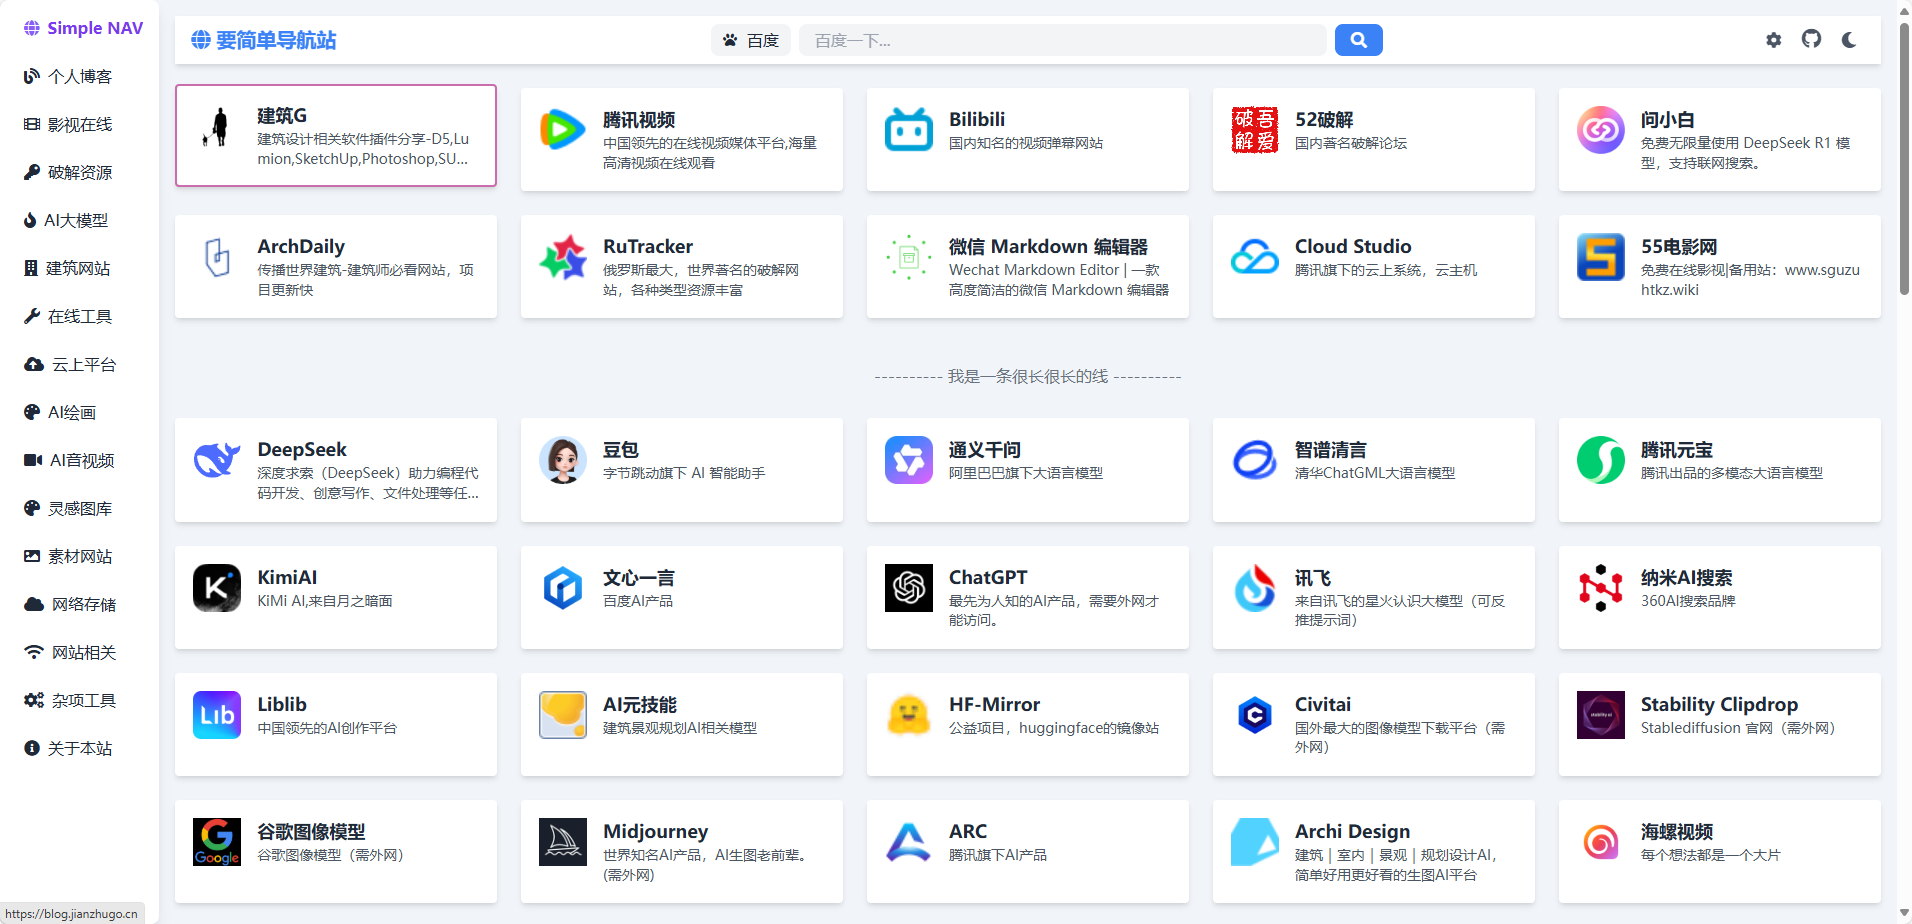 Simple NAV
个人博客
影视在线
破解资源
AI大模型
建筑网站
在线工具
云上平台
AI绘画
AI音视频
灵感图库
素材网站
网络存储
网站相关
杂项工具
关于本站
要简单导航站
百度
百度一下...
建筑G
建筑设计相关软件插件分享-D5,Lu
mion,SketchUp,Photoshop,SU...
腾讯视频
中国领先的在线视频媒体平台,海量
高清视频在线观看
Bilibili
国内知名的视频弹幕网站
破解
吾爱
52破解
国内著名破解论坛
问小白
免费无限量使用 DeepSeek R1 模
型，支持联网搜索。
ArchDaily
传播世界建筑-建筑师必看网站，项
目更新快
RuTracker
俄罗斯最大，世界著名的破解网
站，各种类型资源丰富
微信 Markdown 编辑器
Wechat Markdown Editor | 一款
高度简洁的微信 Markdown 编辑器
Cloud Studio
腾讯旗下的云上系统，云主机
55电影网
免费在线影视|备用站：www.sguzu
htkz.wiki
---------- 我是一条很长很长的线 ----------
DeepSeek
深度求索（DeepSeek）助力编程代
码开发、创意写作、文件处理等任...
豆包
字节跳动旗下 AI 智能助手
通义千问
阿里巴巴旗下大语言模型
智谱清言
清华ChatGML大语言模型
腾讯元宝
腾讯出品的多模态大语言模型
KimiAI
KiMi AI,来自月之暗面
文心一言
百度AI产品
ChatGPT
最先为人知的AI产品，需要外网才
能访问。
讯飞
来自讯飞的星火认识大模型（可反
推提示词）
纳米AI搜索
360AI搜索品牌
Lib
Liblib
中国领先的AI创作平台
AI元技能
建筑景观规划AI相关模型
HF-Mirror
公益项目，huggingface的镜像站
Civitai
国外最大的图像模型下载平台（需
外网）
stability ai
Stability Clipdrop
Stablediffusion 官网（需外网）
Google
谷歌图像模型
谷歌图像模型（需外网）
Midjourney
世界知名AI产品，AI生图老前辈。
(需外网)
ARC
腾讯旗下AI产品
Archi Design
建筑｜室内｜景观｜规划设计AI，
简单好用更好看的生图AI平台
海螺视频
每个想法都是一个大片
https://blog.jianzhugo.cn